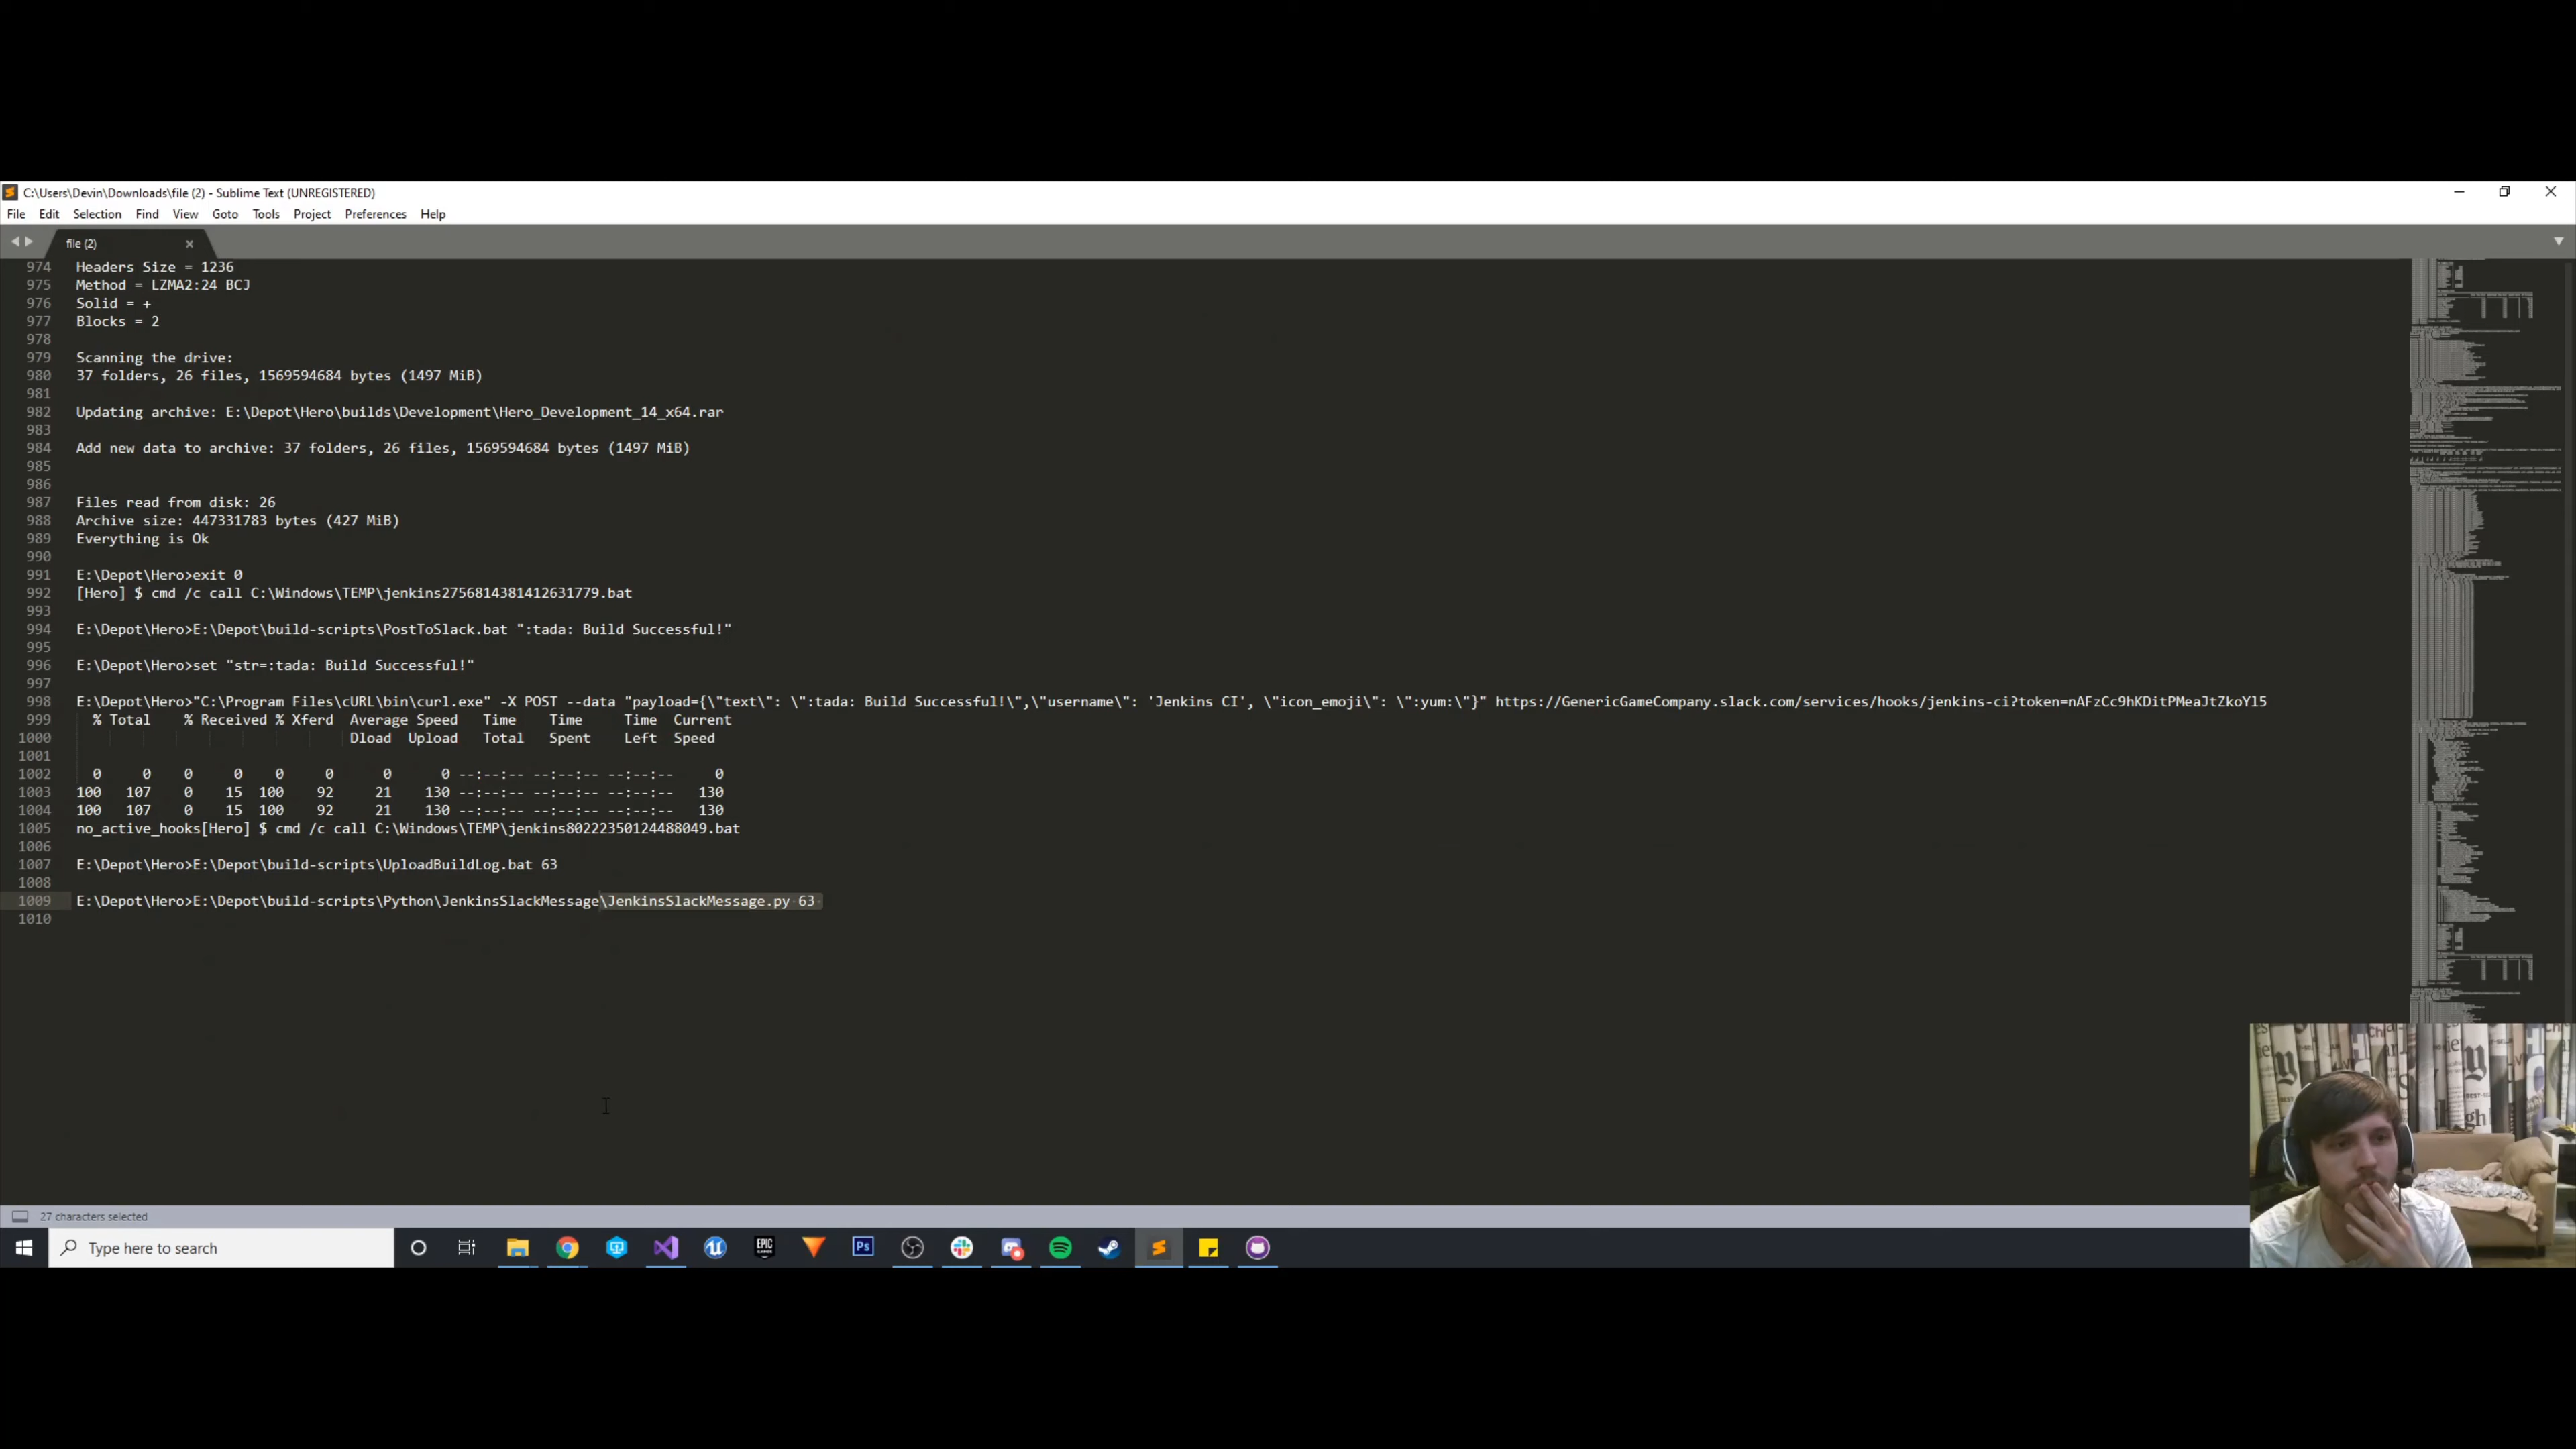 C:\Users\Devin\Downloads\file (2) - Sublime Text (UNREGISTERED)
File Edit Selection Find View Goto Tools Project Preferences Help
file (2)
974 Headers Size = 1236
975 Method = LZMA2:24 BCJ
976 Solid = +
977 Blocks = 2
978
979 Scanning the drive:
980 37 folders, 26 files, 1569594684 bytes (1497 MiB)
981
982 Updating archive: E:\Depot\Hero\builds\Development\Hero_Development_14_x64.rar
983
984 Add new data to archive: 37 folders, 26 files, 1569594684 bytes (1497 MiB)
985
986
987 Files read from disk: 26
988 Archive size: 447331783 bytes (427 MiB)
989 Everything is Ok
990
991 E:\Depot\Hero>exit 0
992 [Hero] $ cmd /c call C:\Windows\TEMP\jenkins2756814381412631779.bat
993
994 E:\Depot\Hero>E:\Depot\build-scripts\PostToSlack.bat ":tada: Build Successful!"
995
996 E:\Depot\Hero>set "str=:tada: Build Successful!"
997
998 E:\Depot\Hero>"C:\Program Files\cURL\bin\curl.exe" -X POST --data "payload={\"text\": \":tada: Build Successful!\",\"username\": 'Jenkins CI', \"icon_emoji\": \":yum:\"}" https://GenericGameCompany.slack.com/services/hooks/jenkins-ci?token=nAFzCc9hKDitPMeaJtZkoYl5
999 % Total % Received % Xferd Average Speed Time Time Time Current
1000 Dload Upload Total Spent Left Speed
1001
1002 0 0 0 0 0 0 0 0 --:--:-- --:--:-- --:--:-- 0
1003 100 107 0 15 100 92 21 130 --:--:-- --:--:-- --:--:-- 130
1004 100 107 0 15 100 92 21 130 --:--:-- --:--:-- --:--:-- 130
1005 no_active_hooks[Hero] $ cmd /c call C:\Windows\TEMP\jenkins80222350124488049.bat
1006
1007 E:\Depot\Hero>E:\Depot\build-scripts\UploadBuildLog.bat 63
1008
1009 E:\Depot\Hero>E:\Depot\build-scripts\Python\JenkinsSlackMessage\JenkinsSlackMessage.py 63
1010
27 characters selected
Type here to search
EPIC GAMES
Ps